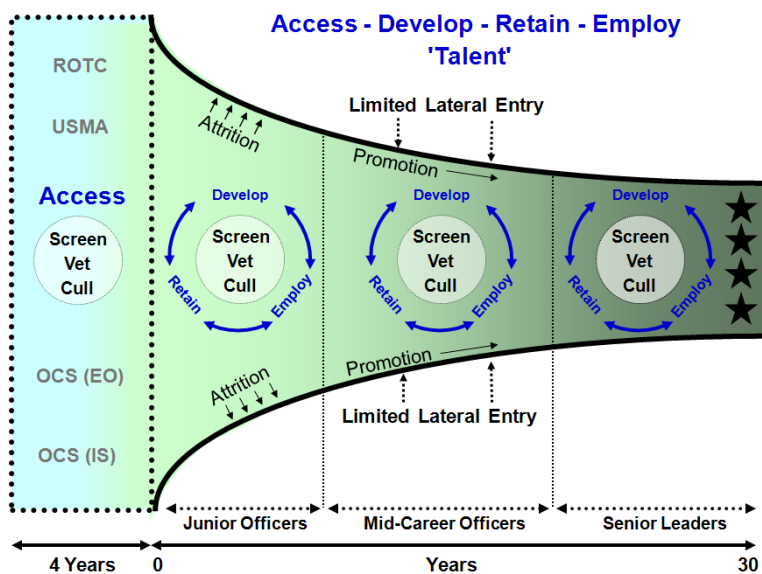 Access - Develop - Retain - Employ
'Talent'
ROTC
USMA
Access
Screen
Vet
Cull
OCS (EO)
OCS (IS)
Attrition
Limited Lateral Entry
Promotion
Develop
Screen
Vet
Cull
Retain
Employ
Develop
Screen
Vet
Cull
Retain
Employ
Develop
Screen
Vet
Cull
Retain
Employ
Attrition
Promotion
Limited Lateral Entry
Junior Officers
Mid-Career Officers
Senior Leaders
4 Years
0
Years
30